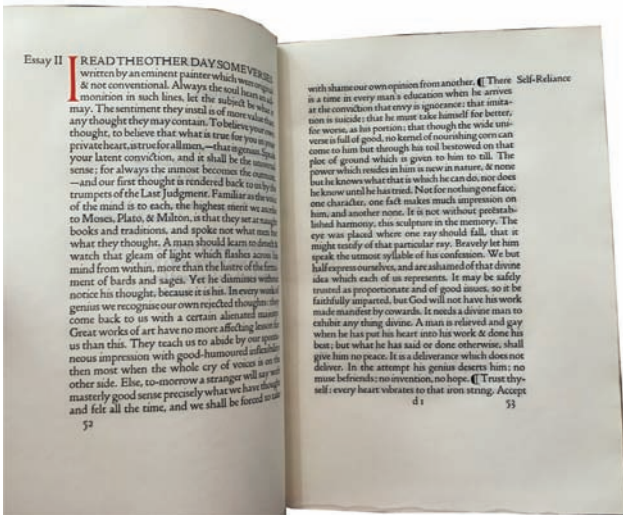 Essay II
I READ THE OTHER DAY SOME VERSES
written by an eminent painter which were original
& not conventional. Always the soul hears an ad-
monition in such lines, let the subject be what it
may. The sentiment they instil is of more value than
any thought they may contain. To believe your own
thought, to believe that what is true for you in your
private heart, is true for all men,—that is genius. Speak
your latent conviction, and it shall be the universal
sense; for always the inmost becomes the outmost
—and our first thought is rendered back to us by the
trumpets of the Last Judgment. Familiar as the voice
of the mind is to each, the highest merit we ascribe
to Moses, Plato, & Milton, is that they set at naught
books and traditions, and spoke not what men but
what they thought. A man should learn to detect &
watch that gleam of light which flashes across his
mind from within, more than the lustre of the firma-
ment of bards and sages. Yet he dismisses without
notice his thought, because it is his. In every work of
genius we recognise our own rejected thoughts: they
come back to us with a certain alienated majesty.
Great works of art have no more affecting lesson for
us than this. They teach us to abide by our sponta-
neous impression with good-humoured inflexibility
then most when the whole cry of voices is on the
other side. Else, to-morrow a stranger will say with
masterly good sense precisely what we have thought
and felt all the time, and we shall be forced to take
52
with shame our own opinion from another. ¶ There
Self-Reliance
is a time in every man's education when he arrives
at the conviction that envy is ignorance; that imita-
tion is suicide; that he must take himself for better,
for worse, as his portion; that though the wide uni-
verse is full of good, no kernel of nourishing corn can
come to him but through his toil bestowed on that
plot of ground which is given to him to till. The
power which resides in him is new in nature, & none
but he knows what that is which he can do, nor does
he know until he has tried. Not for nothing one face,
one character, one fact makes much impression on
him, and another none. It is not without preëstab-
lished harmony, this sculpture in the memory. The
eye was placed where one ray should fall, that it
might testify of that particular ray. Bravely let him
speak the utmost syllable of his confession. We but
half express ourselves, and are ashamed of that divine
idea which each of us represents. It may be safely
trusted as proportionate and of good issues, so it be
faithfully imparted, but God will not have his work
made manifest by cowards. It needs a divine man to
exhibit any thing divine. A man is relieved and gay
when he has put his heart into his work & done his
best; but what he has said or done otherwise, shall
give him no peace. It is a deliverance which does not
deliver. In the attempt his genius deserts him; no
muse befriends; no invention, no hope. ¶ Trust thy-
self: every heart vibrates to that iron string. Accept
d1
53